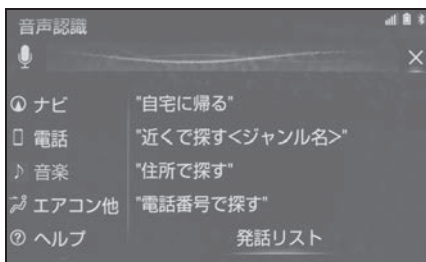 音声認識
ナビ
"自宅に帰る"
電話
"近くで探す<ジャンル名>"
音楽
"住所で探す"
エアコン他
"電話番号で探す"
ヘルプ
発話リスト